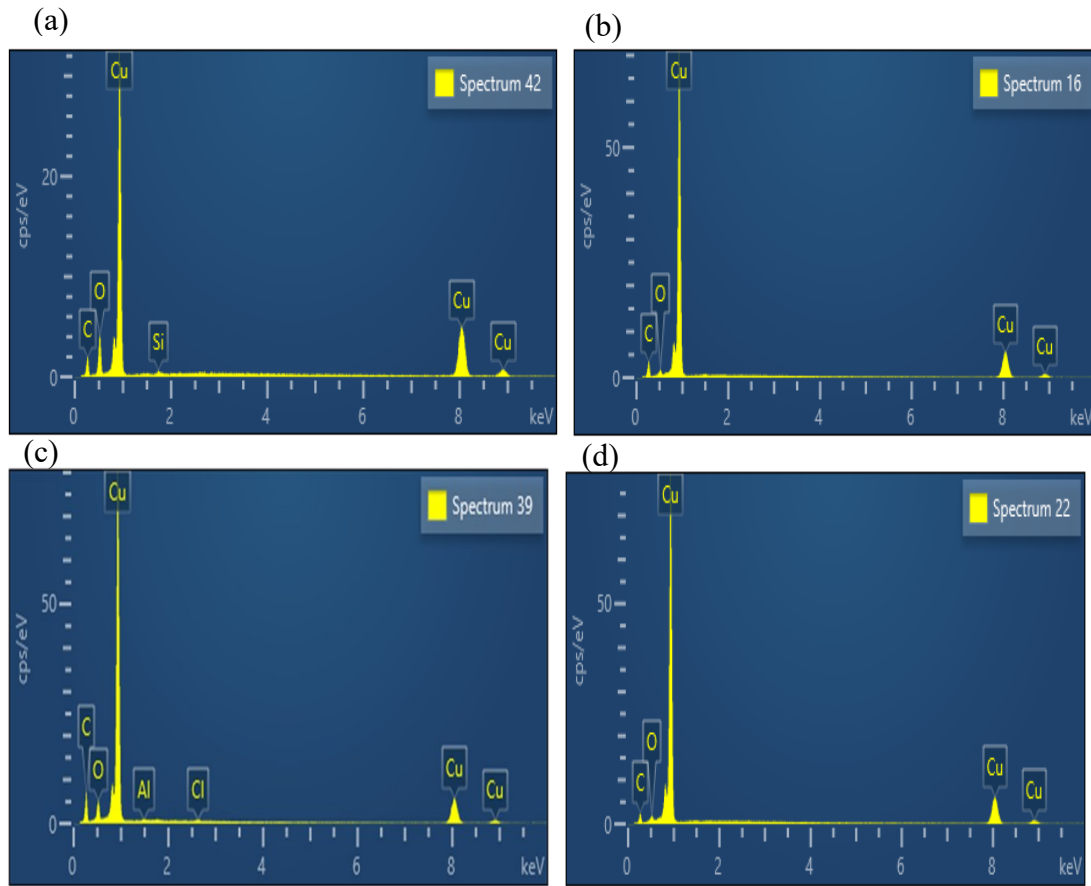 (a)
Cu
Spectrum 42
20
cps/eV
O
C
Si
Cu
Cu
0
0 2 4 6 8 keV
(b)
Cu
Spectrum 16
50
cps/eV
O
C
Cu
Cu
0
0 2 4 6 8 keV
(c)
Cu
Spectrum 39
50
cps/eV
C
O
Al
Cl
Cu
Cu
0
0 2 4 6 8 keV
(d)
Cu
Spectrum 22
50
cps/eV
O
C
Cu
Cu
0
0 2 4 6 8 keV